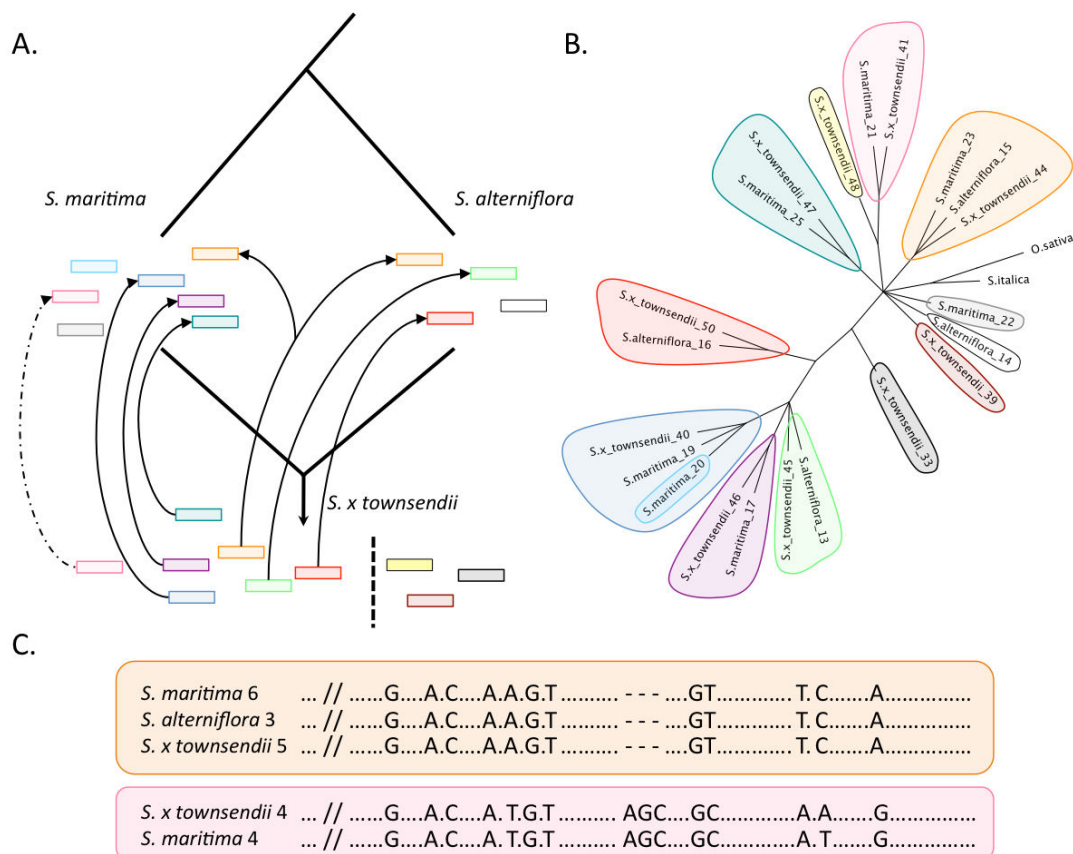 A.
B.
S. maritima
S. alterniflora
S. x townsendii
S.x_townsendii_41
S.maritima_21
S.x_townsendii_48
S.maritima_23
S.alterniflora_15
S.x_townsendii_44
S.x_townsendii_47
S.maritima_25
O.sativa
S.italica
S.maritima_22
S.alterniflora_14
S.x_townsendii_39
S.x_townsendii_33
S.x_townsendii_50
S.alterniflora_16
S.x_townsendii_40
S.maritima_19
S.maritima_20
S.x_townsendii_46
S.maritima_17
S.x_townsendii_45
S.alterniflora_13
C.
S. maritima 6 ... // ......G....A.C....A.A.G.T.......... - - - ....GT.............T. C......A...............
S. alterniflora 3 ... // ......G....A.C....A.A.G.T.......... - - - ....GT.............T. C......A...............
S. x townsendii 5 ... // ......G....A.C....A.A.G.T.......... - - - ....GT.............T. C......A...............
S. x townsendii 4 ... // ......G....A.C....A. T.G.T .......... AGC....GC.............A.A.......G...............
S. maritima 4 ... // ......G....A.C....A. T.G.T .......... AGC....GC.............A. T.......G...............